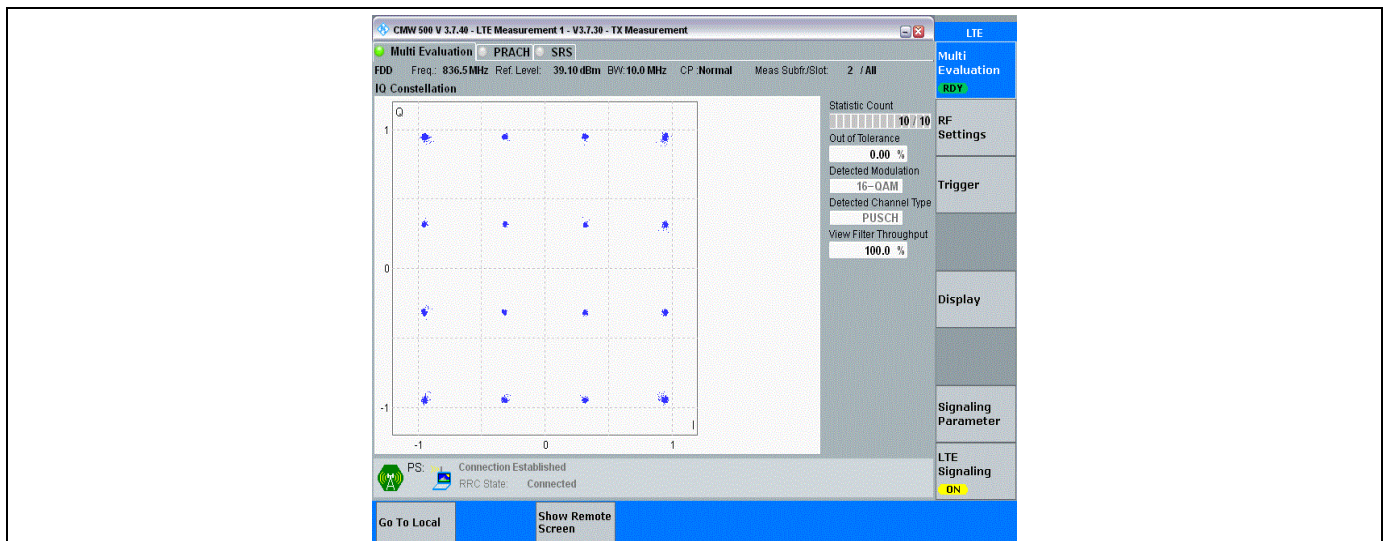 CMW 500 V 3.7.40 - LTE Measurement 1 - V3.7.30 - TX Measurement
LTE
Multi Evaluation PRACH SRS
Multi
Evaluation
RDY
FDD Freq.: 836.5 MHz Ref. Level: 39.10 dBm BW: 10.0 MHz CP :Normal Meas Subfr./Slot: 2 / All
IQ Constellation
Q
1
0
-1
-1 0 1
I
Statistic Count
10 / 10
Out of Tolerance
0.00 %
Detected Modulation
16-QAM
Detected Channel Type
PUSCH
View Filter Throughput
100.0 %
RF
Settings
Trigger
Display
Signaling
Parameter
LTE
Signaling
ON
PS: Connection Established
RRC State: Connected
Go To Local
Show Remote
Screen